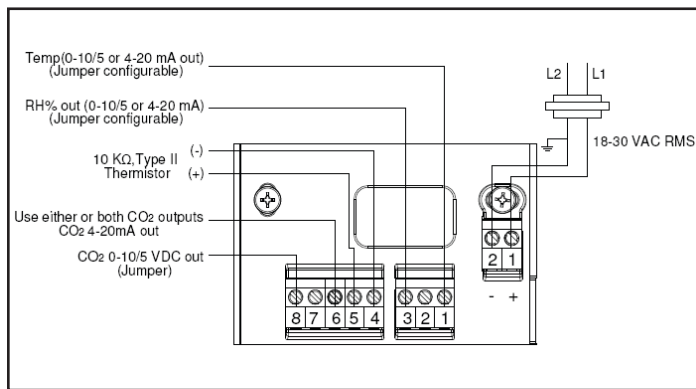 Temp(0-10/5 or 4-20 mA out)
(Jumper configurable)
RH% out (0-10/5 or 4-20 mA)
(Jumper configurable)
10 KΩ,Type II
Thermistor
(-)
(+)
Use either or both CO2 outputs
CO2 4-20mA out
CO2 0-10/5 VDC out
(Jumper)
L2 L1
18-30 VAC RMS
2 1
- +
8 7 6 5 4 3 2 1